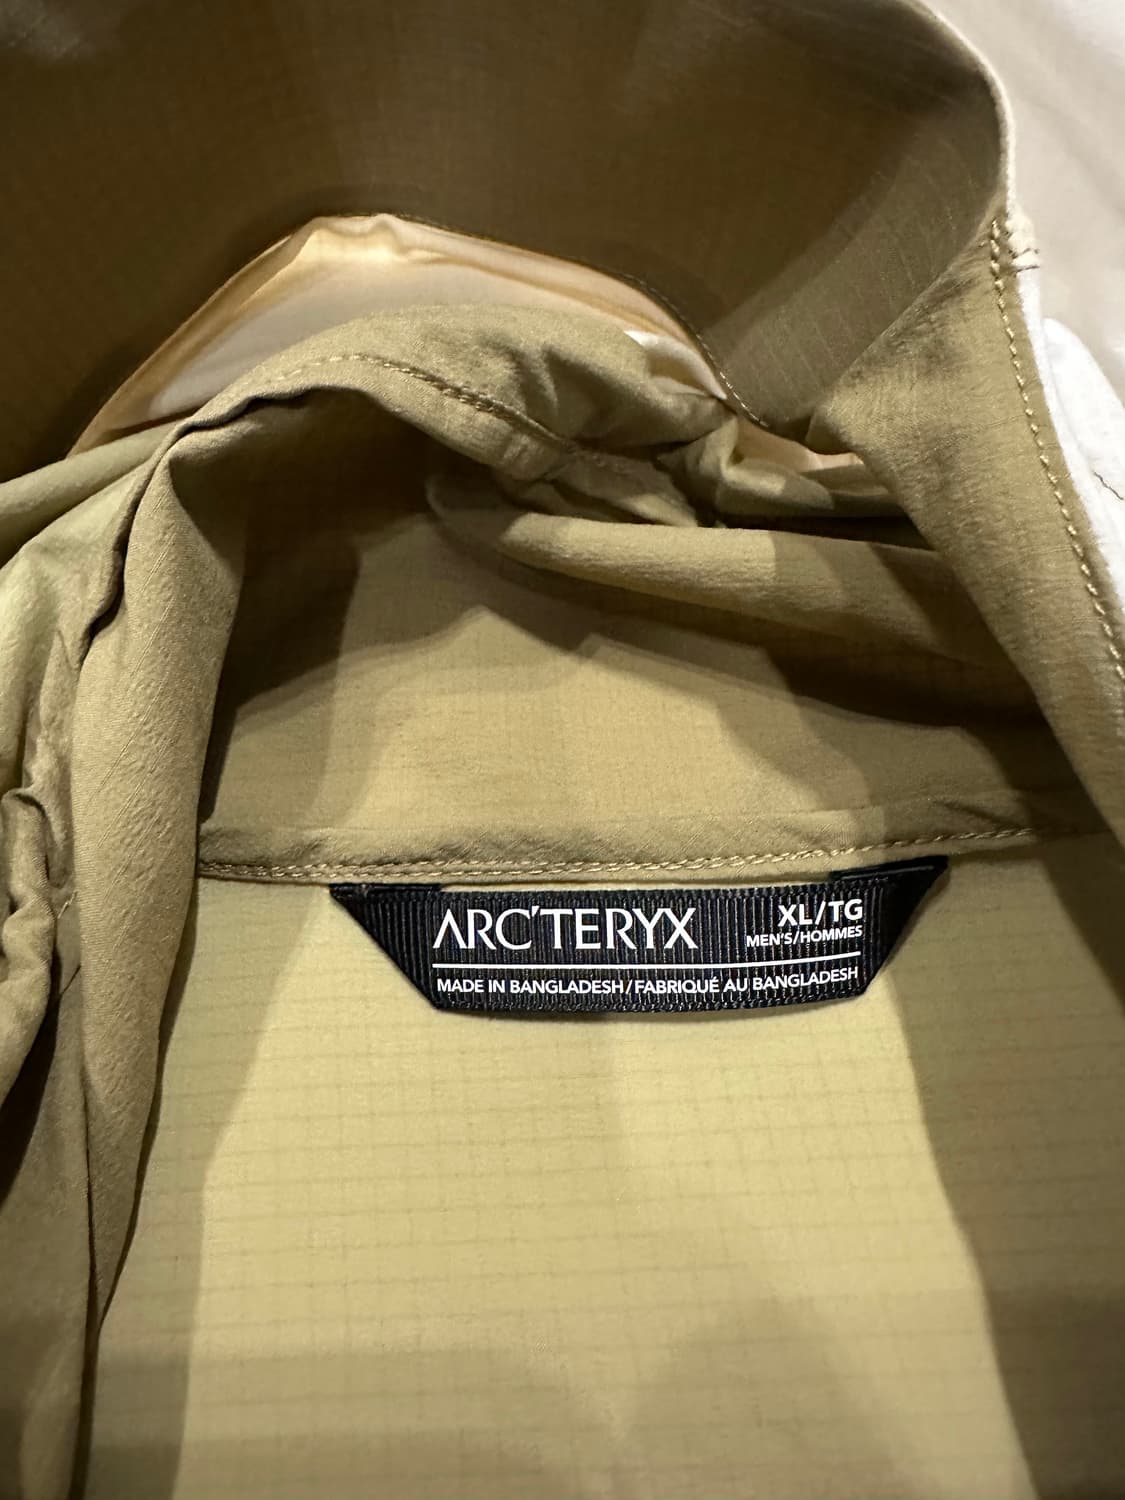 ARC'TERYX
XL/TG
MEN'S/HOMMES
MADE IN BANGLADESH/FABRIQUÉ AU BANGLADESH